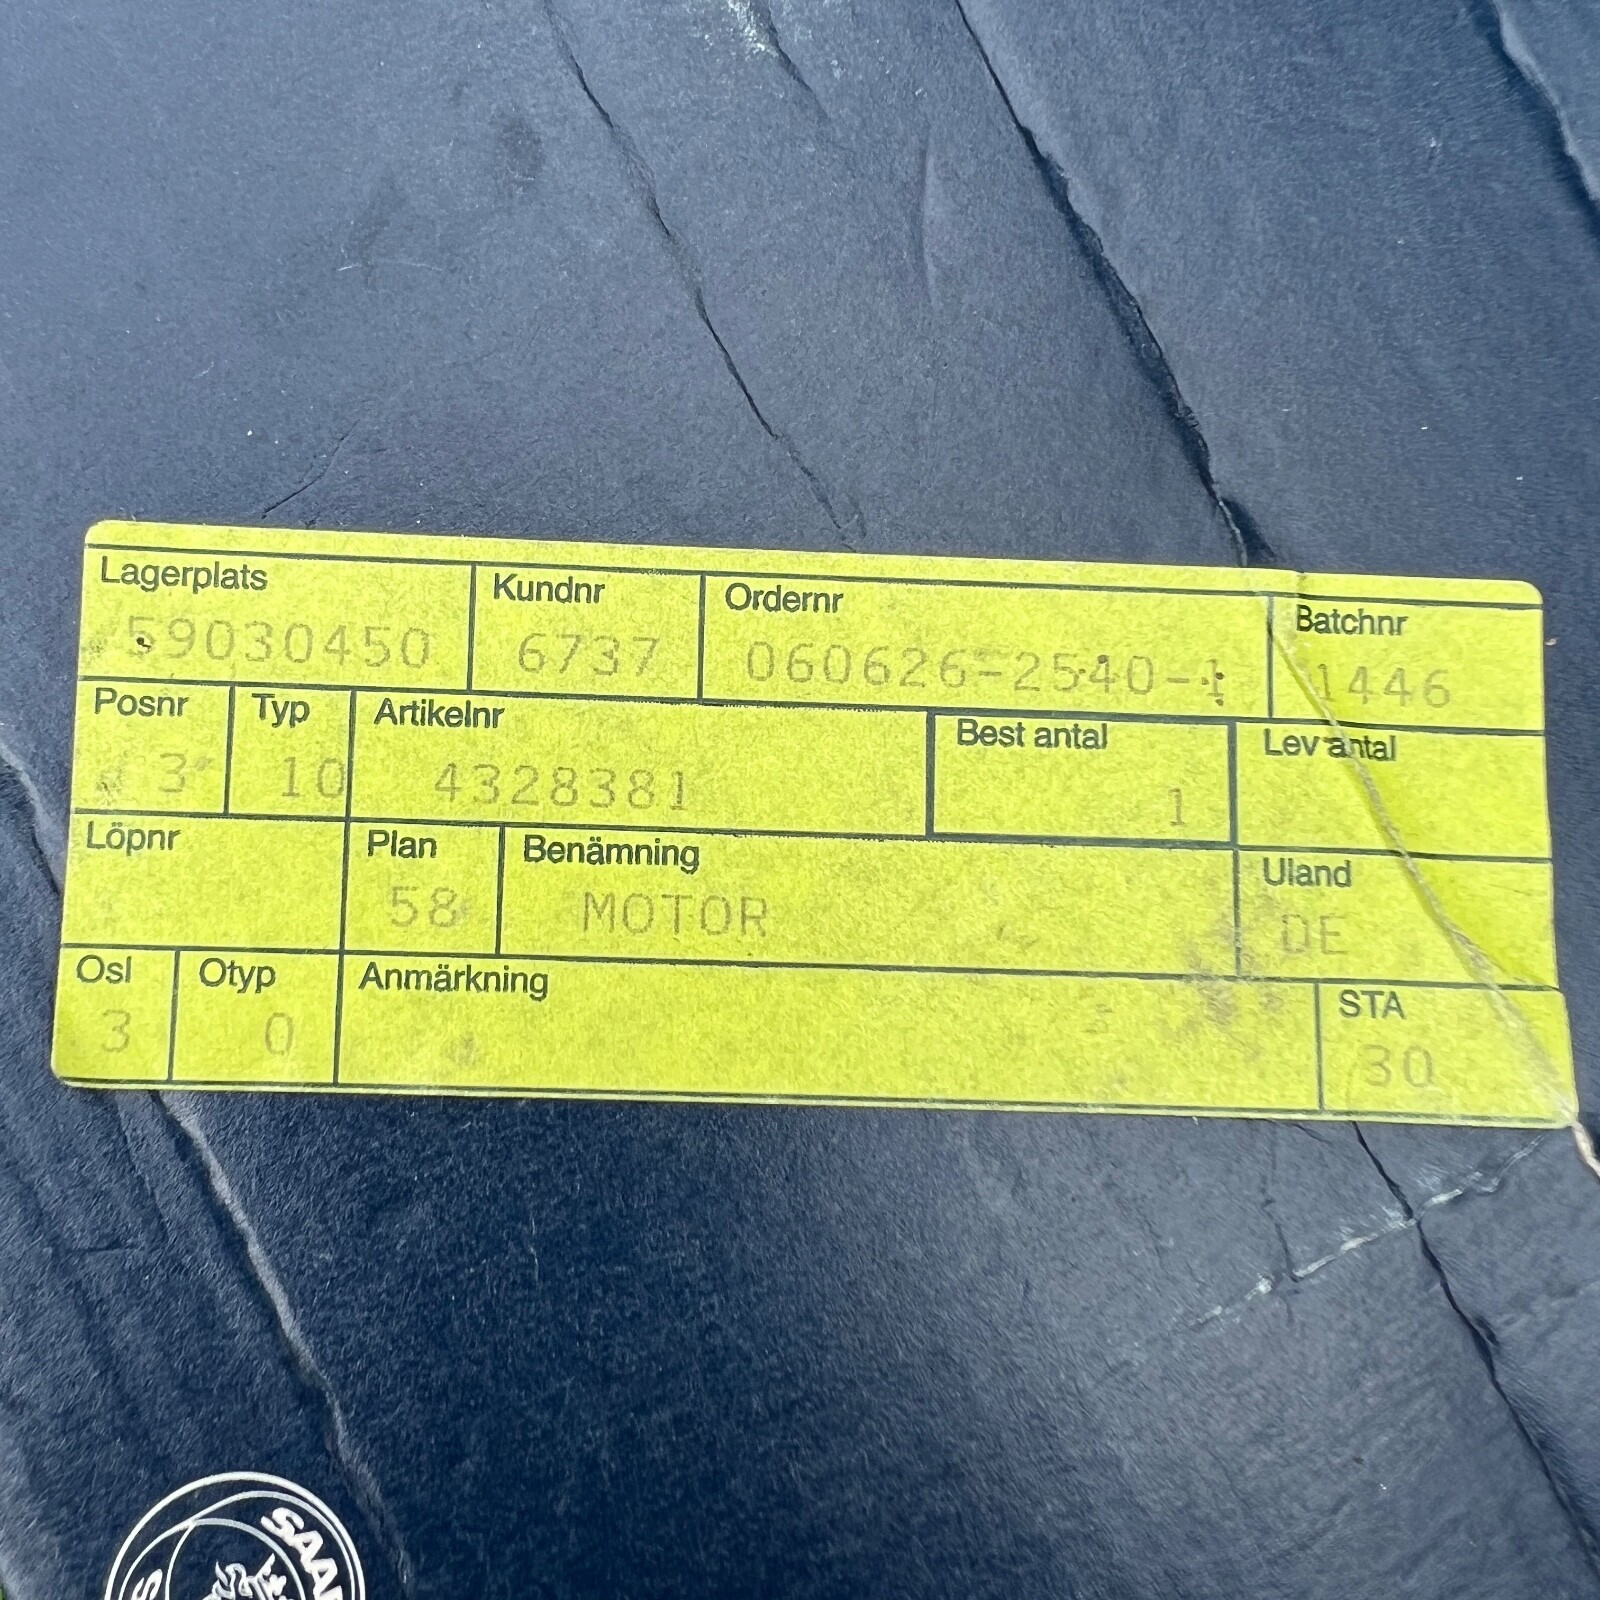 Lagerplats Kundnr Ordernr Batchnr
59030450 6737 060626-2540-1 1446
Posnr Typ Artikelnr Best antal Lev antal
3 10 4328381 1
Löpnr Plan Benämning Uland
58 MOTOR DE
Osl Otyp Anmärkning STA
3 0 30